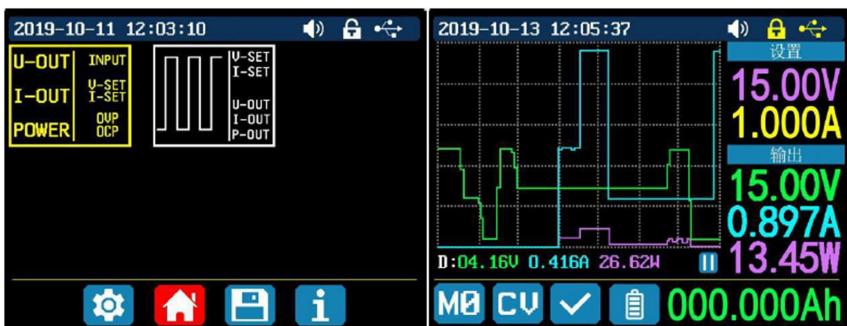 2019-10-11 12:03:10
U-OUT INPUT
I-OUT V-SET
I-SET
POWER OVP
OCP
V-SET
I-SET
U-OUT
I-OUT
P-OUT
i
2019-10-13 12:05:37
设置
15.00V
1.000A
输出
15.00V
0.897A
13.45W
D:04.16V 0.416A 26.62W
M0 CV
000.000Ah